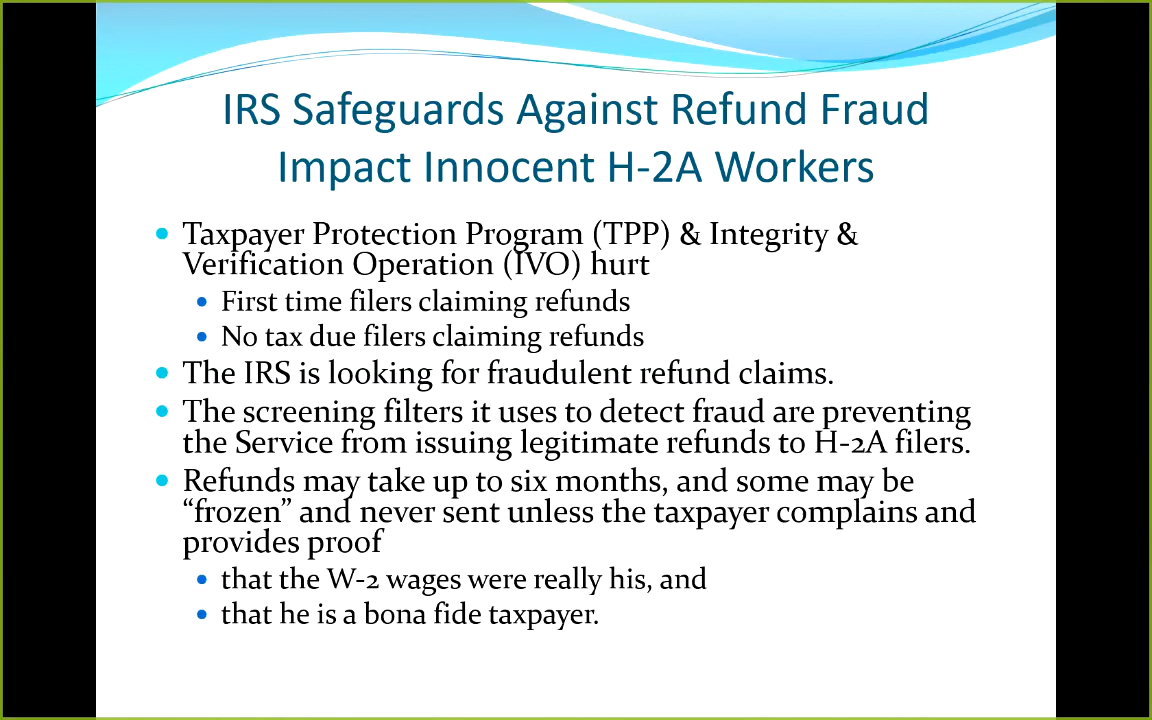 IRS Safeguards Against Refund Fraud
Impact Innocent H-2A Workers
• Taxpayer Protection Program (TPP) & Integrity &
Verification Operation (IVO) hurt
• First time filers claiming refunds
• No tax due filers claiming refunds
• The IRS is looking for fraudulent refund claims.
• The screening filters it uses to detect fraud are preventing
the Service from issuing legitimate refunds to H-2A filers.
• Refunds may take up to six months, and some may be
“frozen” and never sent unless the taxpayer complains and
provides proof
• that the W-2 wages were really his, and
• that he is a bona fide taxpayer.